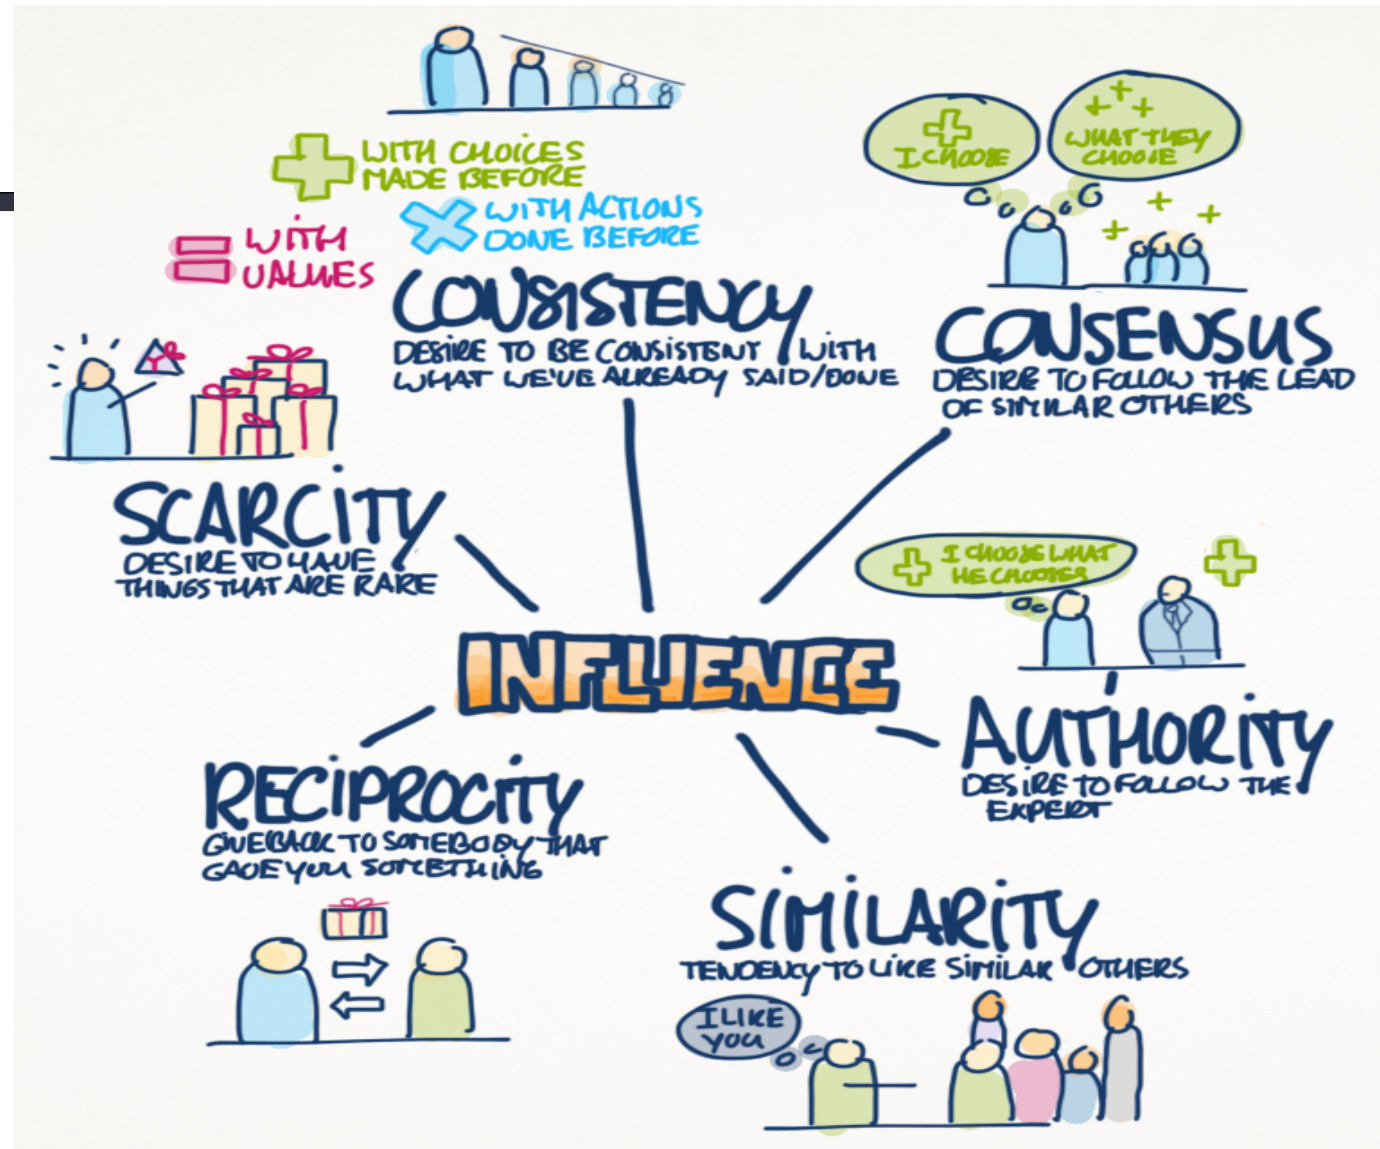 WITH CHOICES
MADE BEFORE
WITH ACTIONS
DONE BEFORE
WITH
VALUES
CONSISTENCY
DESIRE TO BE CONSISTENT WITH
WHAT WE'VE ALREADY SAID/DONE
I CHOOSE
WHAT THEY
CHOOSE
CONSENSUS
DESIRE TO FOLLOW THE LEAD
OF SIMILAR OTHERS
SCARCITY
DESIRE TO HAVE
THINGS THAT ARE RARE
I CHOOSE WHAT
HE CHOOSES
INFLUENCE
AUTHORITY
DESIRE TO FOLLOW THE
EXPERT
RECIPROCITY
GIVEBACK TO SOMEBODY THAT
GAVE YOU SOMETHING
SIMILARITY
TENDENCY TO LIKE SIMILAR OTHERS
I LIKE
YOU